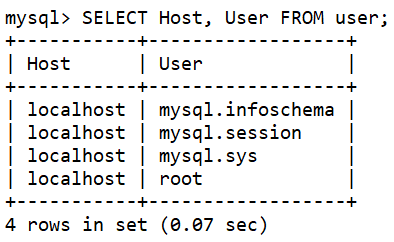 mysql> SELECT Host, User FROM user;
+-----------+------------------+
| Host      | User             |
+-----------+------------------+
| localhost | mysql.infoschema |
| localhost | mysql.session    |
| localhost | mysql.sys        |
| localhost | root             |
+-----------+------------------+
4 rows in set (0.07 sec)